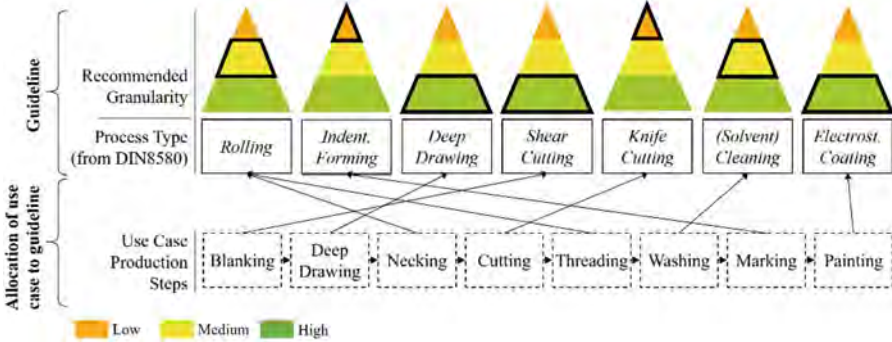 Guideline
Recommended
Granularity
Process Type
(from DIN8580)
Rolling
Indent.
Forming
Deep
Drawing
Shear
Cutting
Knife
Cutting
(Solvent)
Cleaning
Electrost.
Coating
Allocation of use
case to guideline
Use Case
Production
Steps
Blanking
Deep
Drawing
Necking
Cutting
Threading
Washing
Marking
Painting
Low
Medium
High